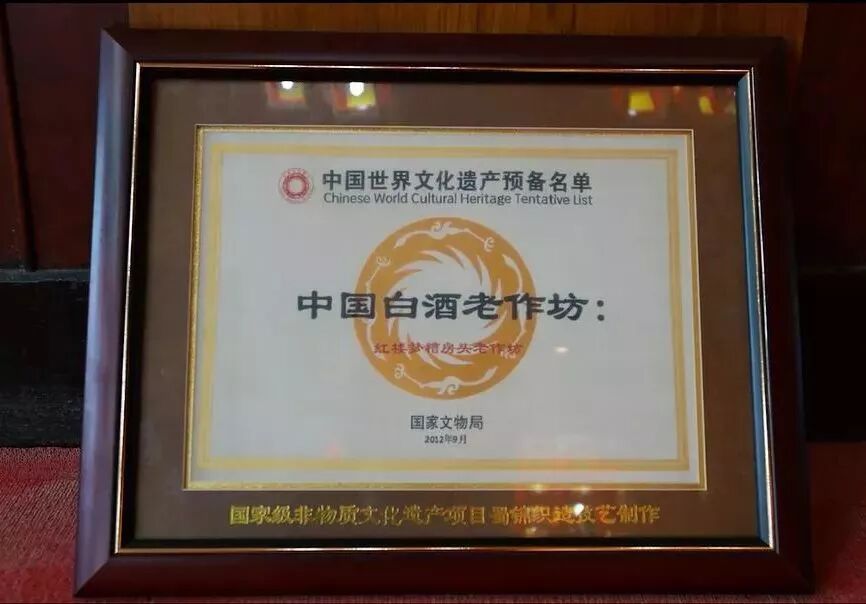 中国世界文化遗产预备名单
Chinese World Cultural Heritage Tentative List
中国白酒老作坊：
红楼梦糟房头老作坊
国家文物局
2012年9月
国家级非物质文化遗产项目蜀锦织造技艺制作